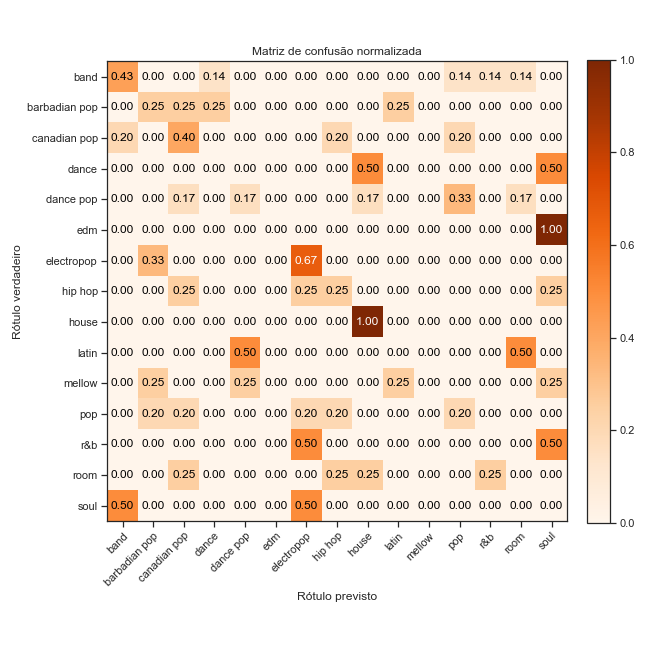 Matriz de confusão normalizada
band 0.43 0.00 0.00 0.14 0.00 0.00 0.00 0.00 0.00 0.00 0.00 0.14 0.14 0.14 0.00
barbadian pop 0.00 0.25 0.25 0.25 0.00 0.00 0.00 0.00 0.00 0.25 0.00 0.00 0.00 0.00 0.00
canadian pop 0.20 0.00 0.40 0.00 0.00 0.00 0.00 0.20 0.00 0.00 0.00 0.20 0.00 0.00 0.00
dance 0.00 0.00 0.00 0.00 0.00 0.00 0.00 0.00 0.50 0.00 0.00 0.00 0.00 0.00 0.50
dance pop 0.00 0.00 0.17 0.00 0.17 0.00 0.00 0.00 0.17 0.00 0.00 0.33 0.00 0.17 0.00
edm 0.00 0.00 0.00 0.00 0.00 0.00 0.00 0.00 0.00 0.00 0.00 0.00 0.00 0.00 1.00
electropop 0.00 0.33 0.00 0.00 0.00 0.00 0.67 0.00 0.00 0.00 0.00 0.00 0.00 0.00 0.00
hip hop 0.00 0.00 0.25 0.00 0.00 0.00 0.25 0.25 0.00 0.00 0.00 0.00 0.00 0.00 0.25
house 0.00 0.00 0.00 0.00 0.00 0.00 0.00 0.00 1.00 0.00 0.00 0.00 0.00 0.00 0.00
latin 0.00 0.00 0.00 0.00 0.50 0.00 0.00 0.00 0.00 0.00 0.00 0.00 0.00 0.50 0.00
mellow 0.00 0.25 0.00 0.00 0.25 0.00 0.00 0.00 0.00 0.25 0.00 0.00 0.00 0.00 0.25
pop 0.00 0.20 0.20 0.00 0.00 0.00 0.20 0.20 0.00 0.00 0.00 0.20 0.00 0.00 0.00
r&b 0.00 0.00 0.00 0.00 0.00 0.00 0.50 0.00 0.00 0.00 0.00 0.00 0.00 0.00 0.50
room 0.00 0.00 0.25 0.00 0.00 0.00 0.00 0.25 0.25 0.00 0.00 0.00 0.25 0.00 0.00
soul 0.50 0.00 0.00 0.00 0.00 0.00 0.50 0.00 0.00 0.00 0.00 0.00 0.00 0.00 0.00
band barbadian pop canadian pop dance dance pop edm electropop hip hop house latin mellow pop r&b room soul
Rótulo previsto
Rótulo verdadeiro
1.0
0.8
0.6
0.4
0.2
0.0